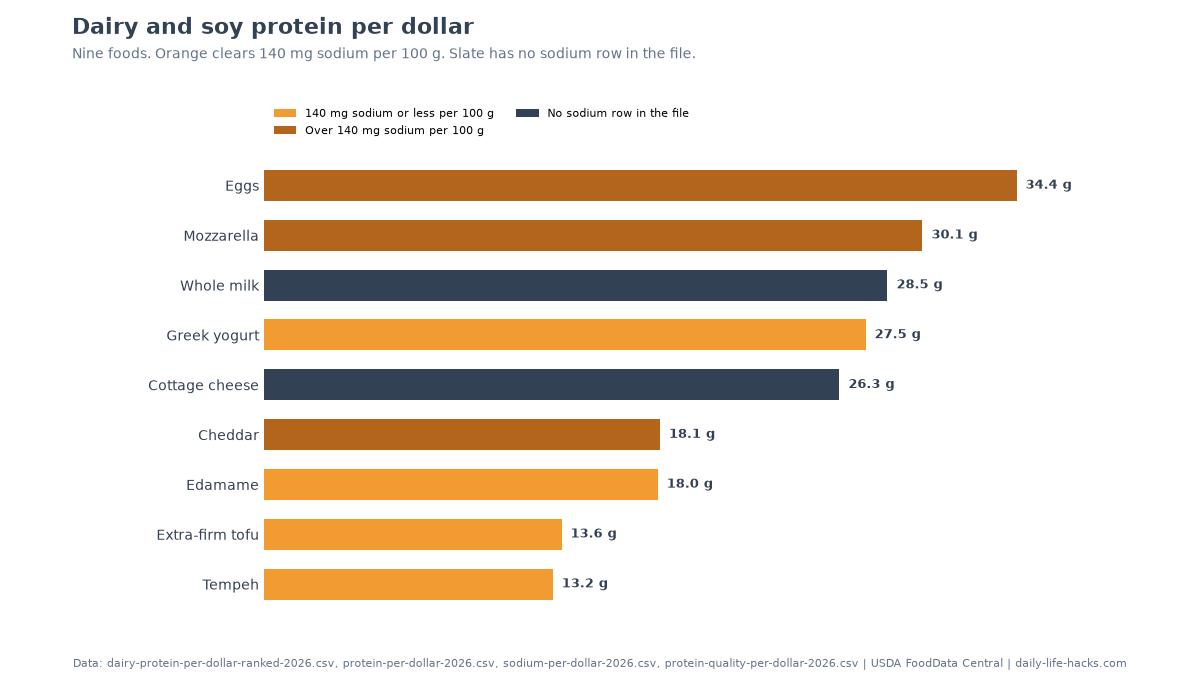 Dairy and soy protein per dollar
Nine foods. Orange clears 140 mg sodium per 100 g. Slate has no sodium row in the file.
140 mg sodium or less per 100 g
No sodium row in the file
Over 140 mg sodium per 100 g
Eggs 34.4 g
Mozzarella 30.1 g
Whole milk 28.5 g
Greek yogurt 27.5 g
Cottage cheese 26.3 g
Cheddar 18.1 g
Edamame 18.0 g
Extra-firm tofu 13.6 g
Tempeh 13.2 g
Data: dairy-protein-per-dollar-ranked-2026.csv, protein-per-dollar-2026.csv, sodium-per-dollar-2026.csv, protein-quality-per-dollar-2026.csv | USDA FoodData Central | daily-life-hacks.com